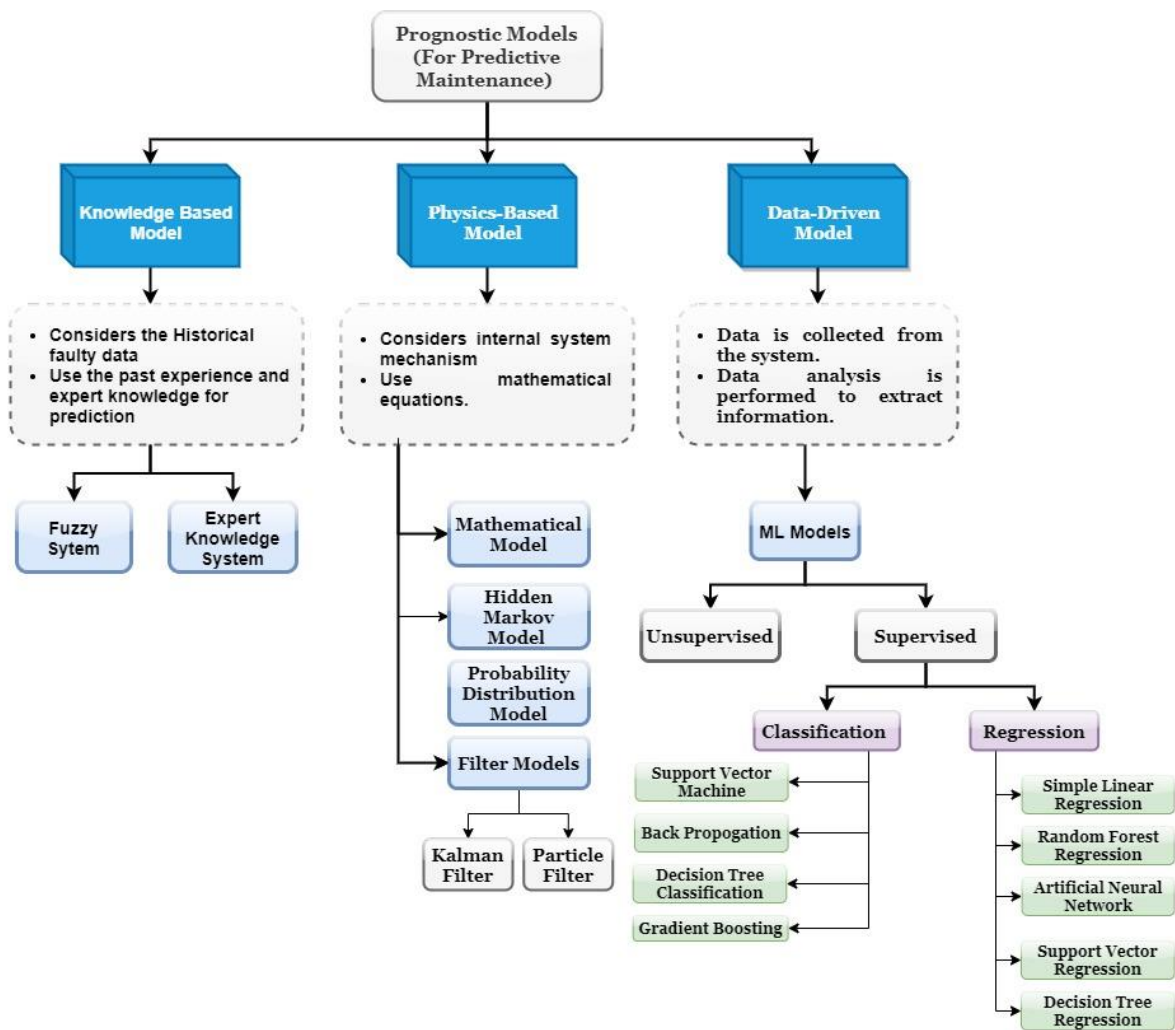 Prognostic Models
(For Predictive
Maintenance)
Knowledge Based
Model
Physics-Based
Model
Data-Driven
Model
• Considers the Historical
faulty data
• Use the past experience and
expert knowledge for
prediction
• Considers internal system
mechanism
• Use mathematical
equations.
• Data is collected from
the system.
• Data analysis is
performed to extract
information.
Fuzzy
Sytem
Expert
Knowledge
System
Mathematical
Model
Hidden
Markov
Model
Probability
Distribution
Model
Filter Models
Kalman
Filter
Particle
Filter
ML Models
Unsupervised
Supervised
Classification
Regression
Support Vector
Machine
Back Propogation
Decision Tree
Classification
Gradient Boosting
Simple Linear
Regression
Random Forest
Regression
Artificial Neural
Network
Support Vector
Regression
Decision Tree
Regression